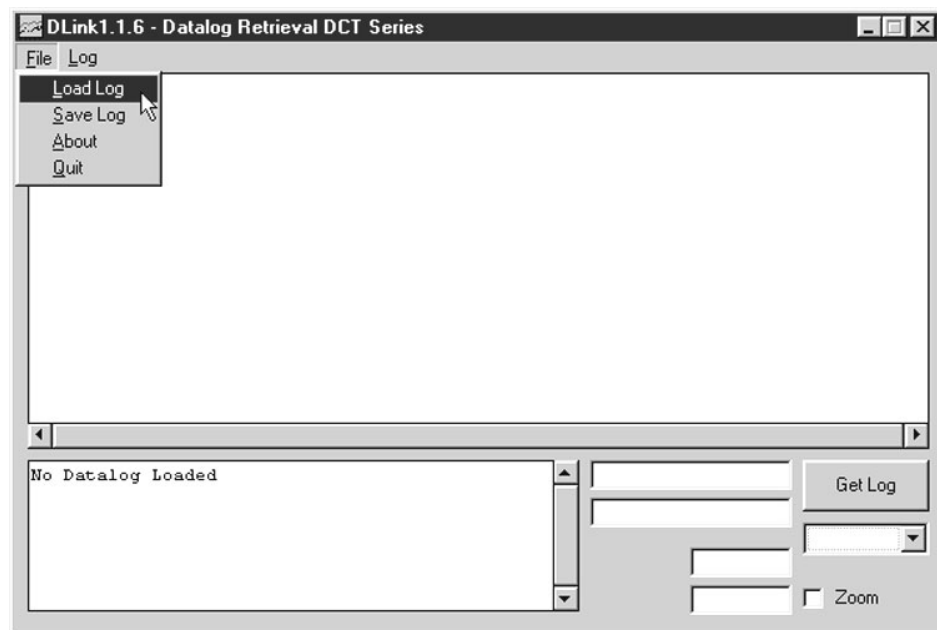 DLink1.1.6 - Datalog Retrieval DCT Series
File Log
Load Log
Save Log
About
Quit
No Datalog Loaded
Get Log
Zoom